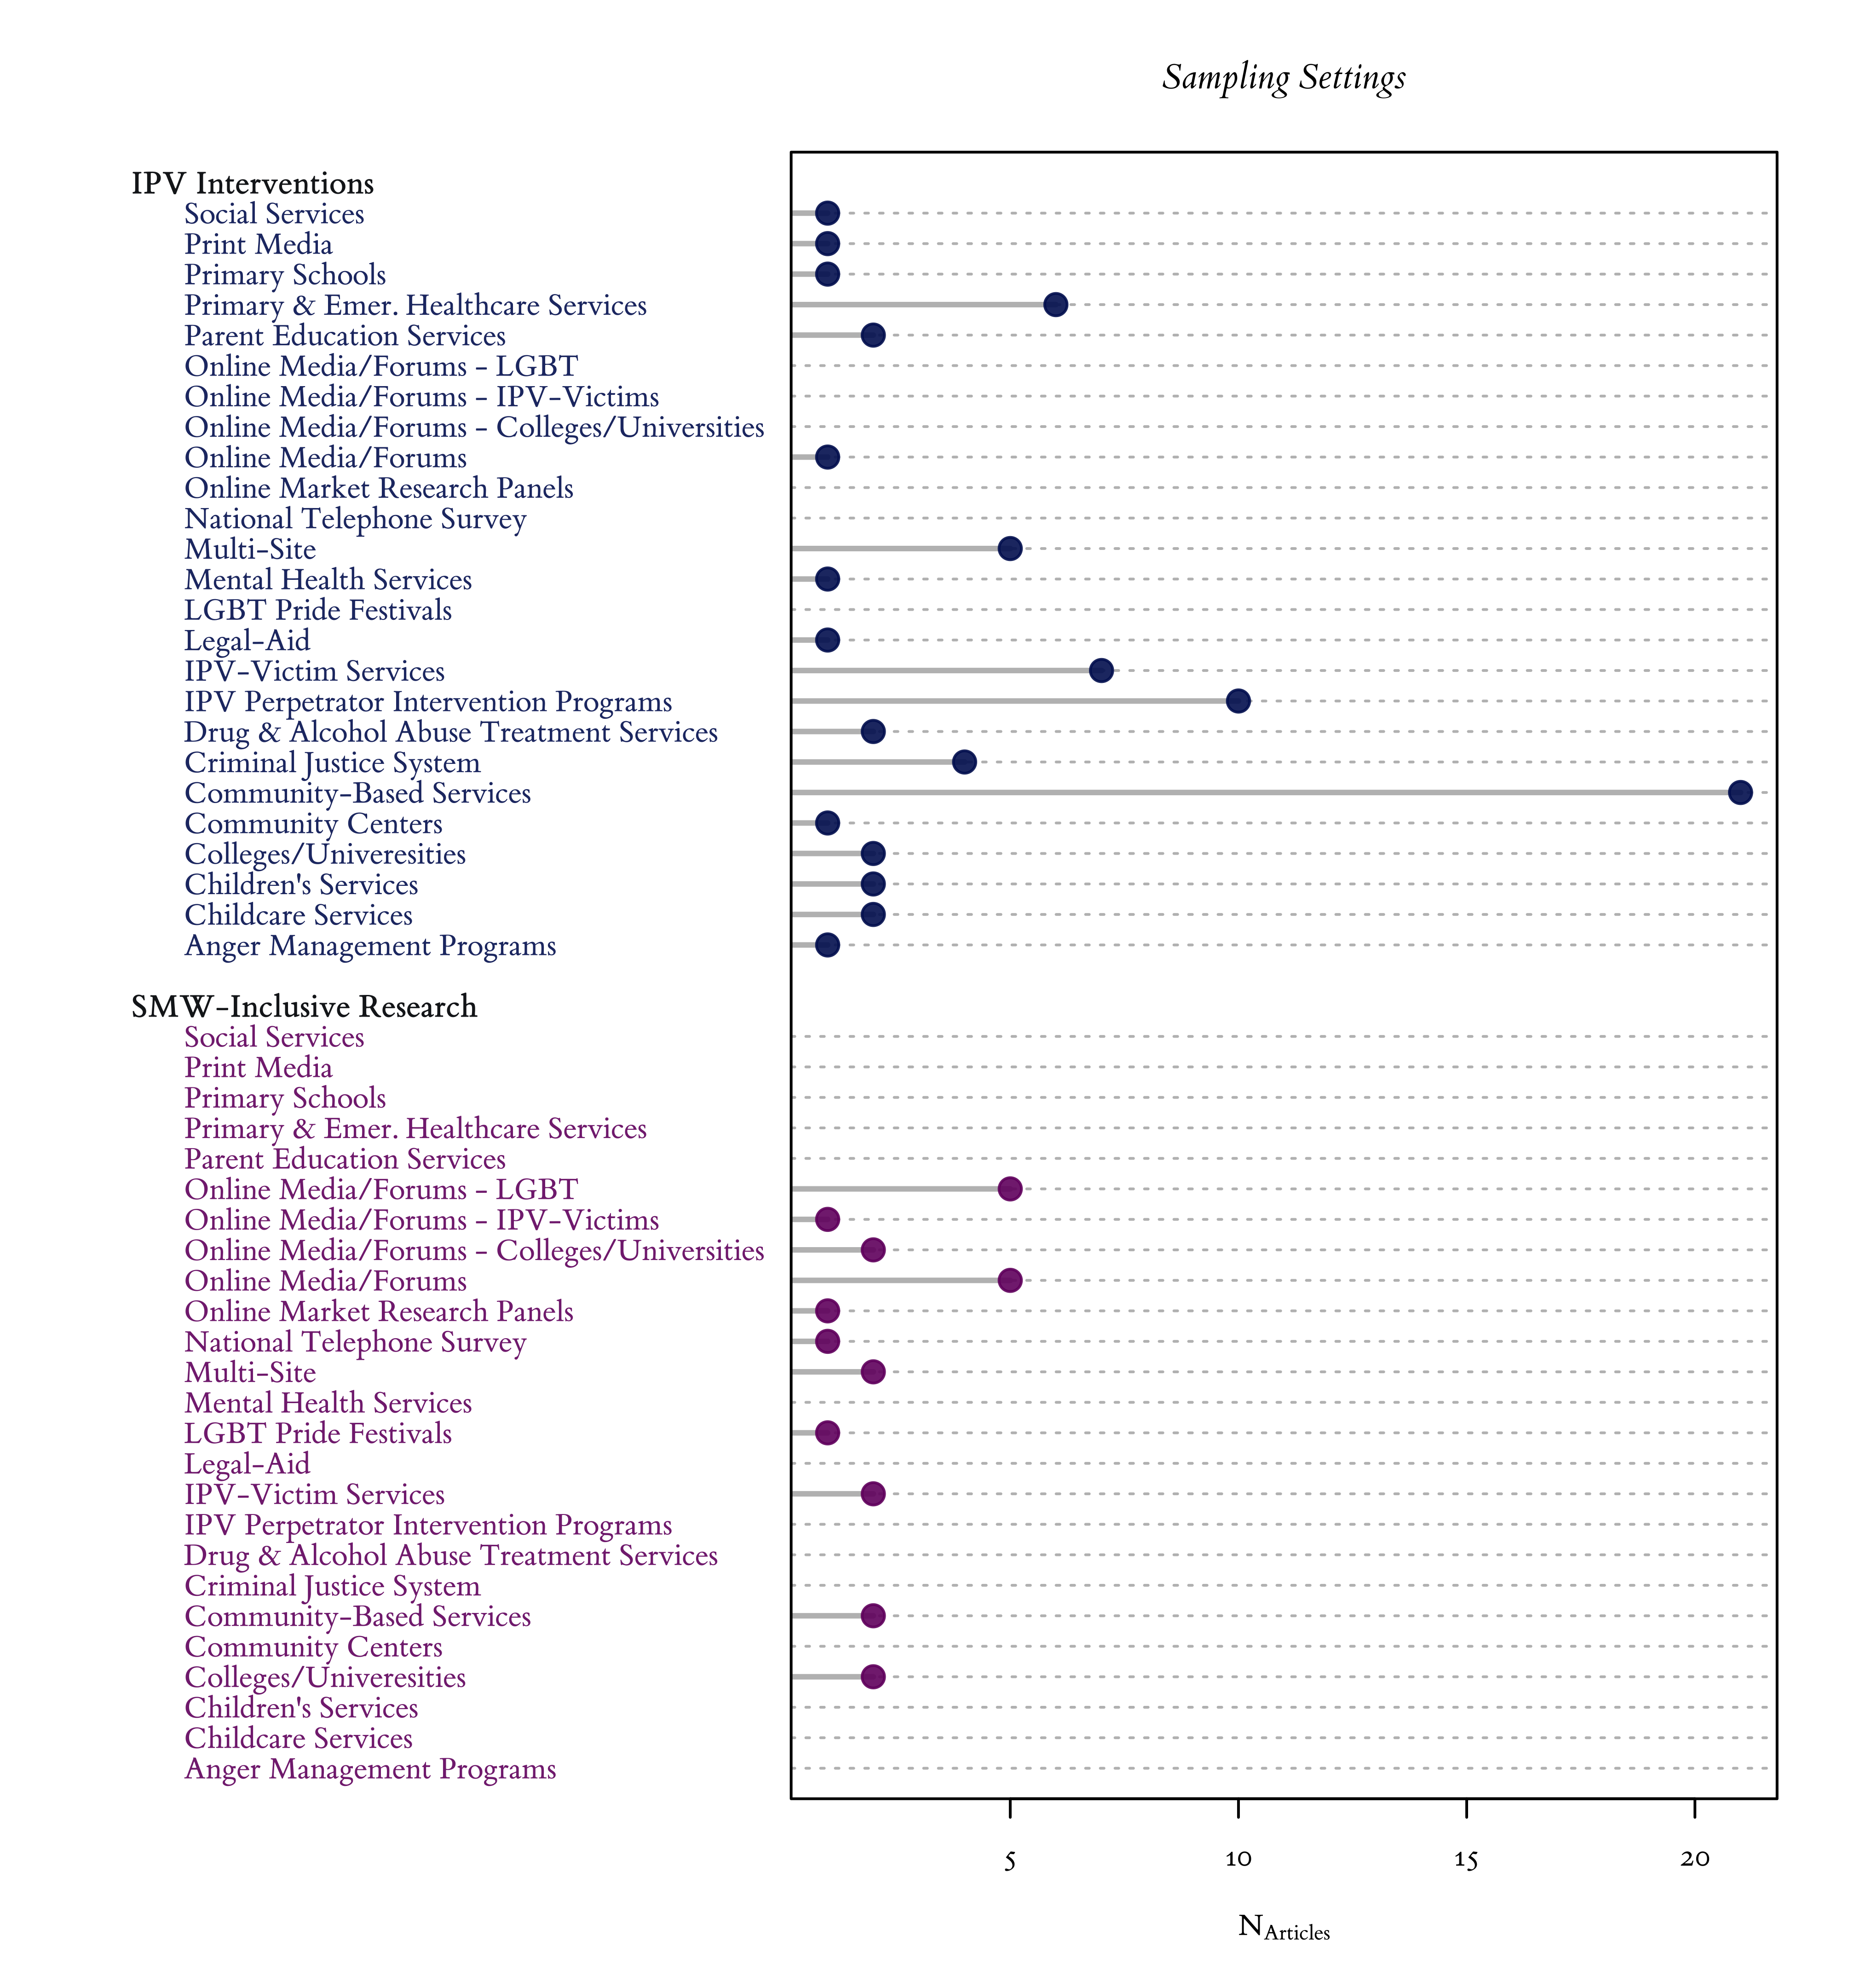 Sampling Settings
IPV Interventions
Social Services
Print Media
Primary Schools
Primary & Emer. Healthcare Services
Parent Education Services
Online Media/Forums - LGBT
Online Media/Forums - IPV-Victims
Online Media/Forums - Colleges/Universities
Online Media/Forums
Online Market Research Panels
National Telephone Survey
Multi-Site
Mental Health Services
LGBT Pride Festivals
Legal-Aid
IPV-Victim Services
IPV Perpetrator Intervention Programs
Drug & Alcohol Abuse Treatment Services
Criminal Justice System
Community-Based Services
Community Centers
Colleges/Univeresities
Children's Services
Childcare Services
Anger Management Programs
SMW-Inclusive Research
Social Services
Print Media
Primary Schools
Primary & Emer. Healthcare Services
Parent Education Services
Online Media/Forums - LGBT
Online Media/Forums - IPV-Victims
Online Media/Forums - Colleges/Universities
Online Media/Forums
Online Market Research Panels
National Telephone Survey
Multi-Site
Mental Health Services
LGBT Pride Festivals
Legal-Aid
IPV-Victim Services
IPV Perpetrator Intervention Programs
Drug & Alcohol Abuse Treatment Services
Criminal Justice System
Community-Based Services
Community Centers
Colleges/Univeresities
Children's Services
Childcare Services
Anger Management Programs
5 10 15 20
N Articles